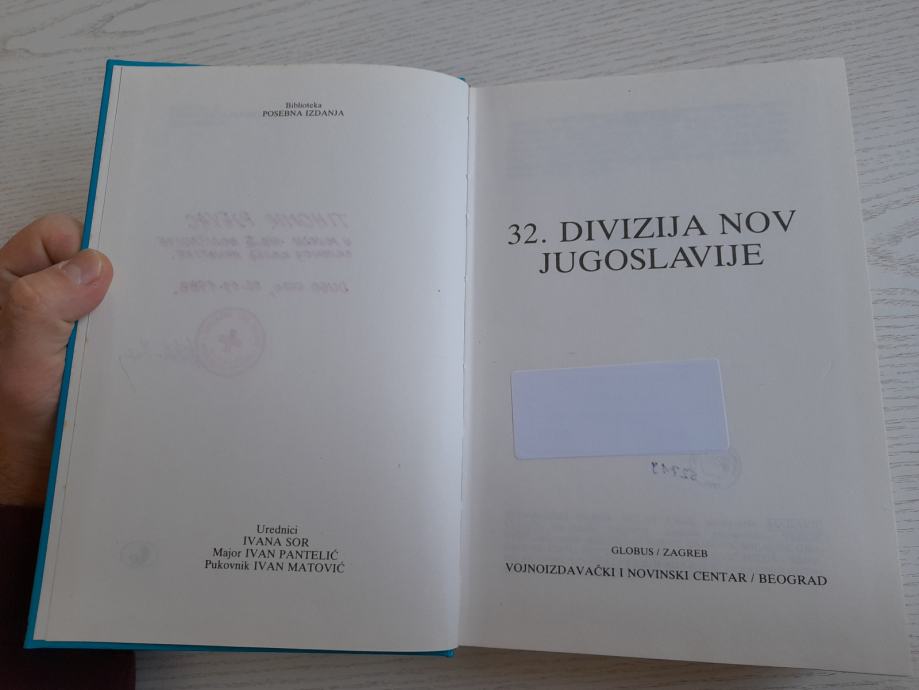 Biblioteka
POSEBNA IZDANJA
Urednici
IVANA SOR
Major IVAN PANTELIĆ
Pukovnik IVAN MATOVIĆ
32. DIVIZIJA NOV
JUGOSLAVIJE
GLOBUS / ZAGREB
VOJNOIZDAVAČKI I NOVINSKI CENTAR / BEOGRAD